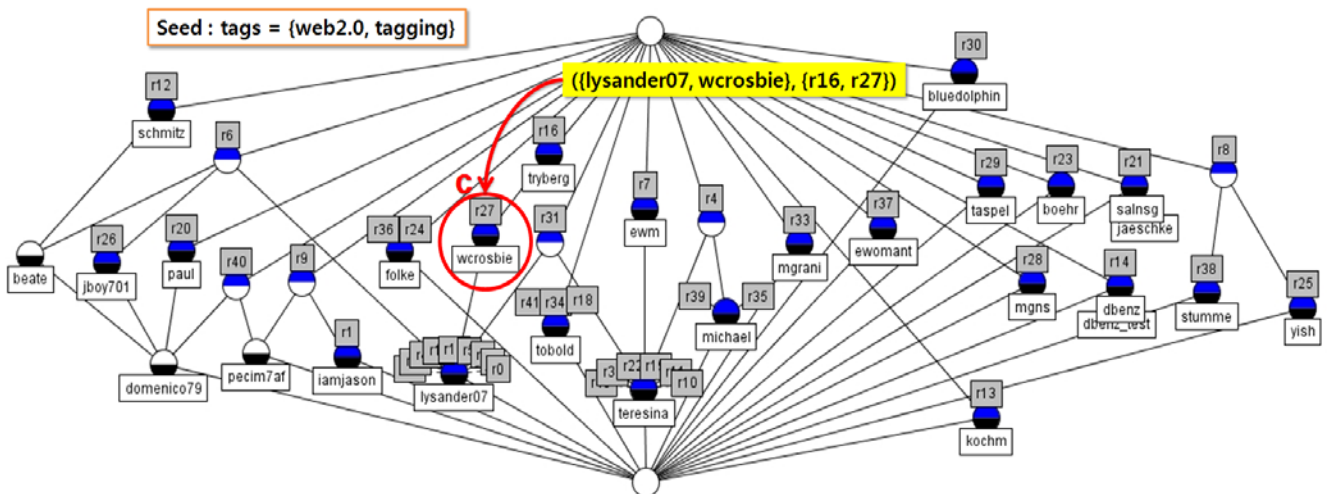 Seed : tags = {web2.0, tagging}
({lysander07, wcrosbie}, {r16, r27})
r30
bluedolphin
r12
schmitz
r6
r16
tryberg
r8
r29
taspel
r23
boehr
r21
salnsg
jaeschke
C
r27
wcrosbie
r7
ewm
r4
r31
r33
mgrani
r37
ewomant
r36
r24
folke
r26
jboy701
r20
paul
beate
r40
r9
r28
mgns
r14
dbenz
dbenz_test
r38
stumme
r25
yish
r41
r34
r18
tobold
r39
r35
michael
r1
iamjason
r0
lysander07
domenico79
pecim7af
r22
r10
teresina
r13
kochm